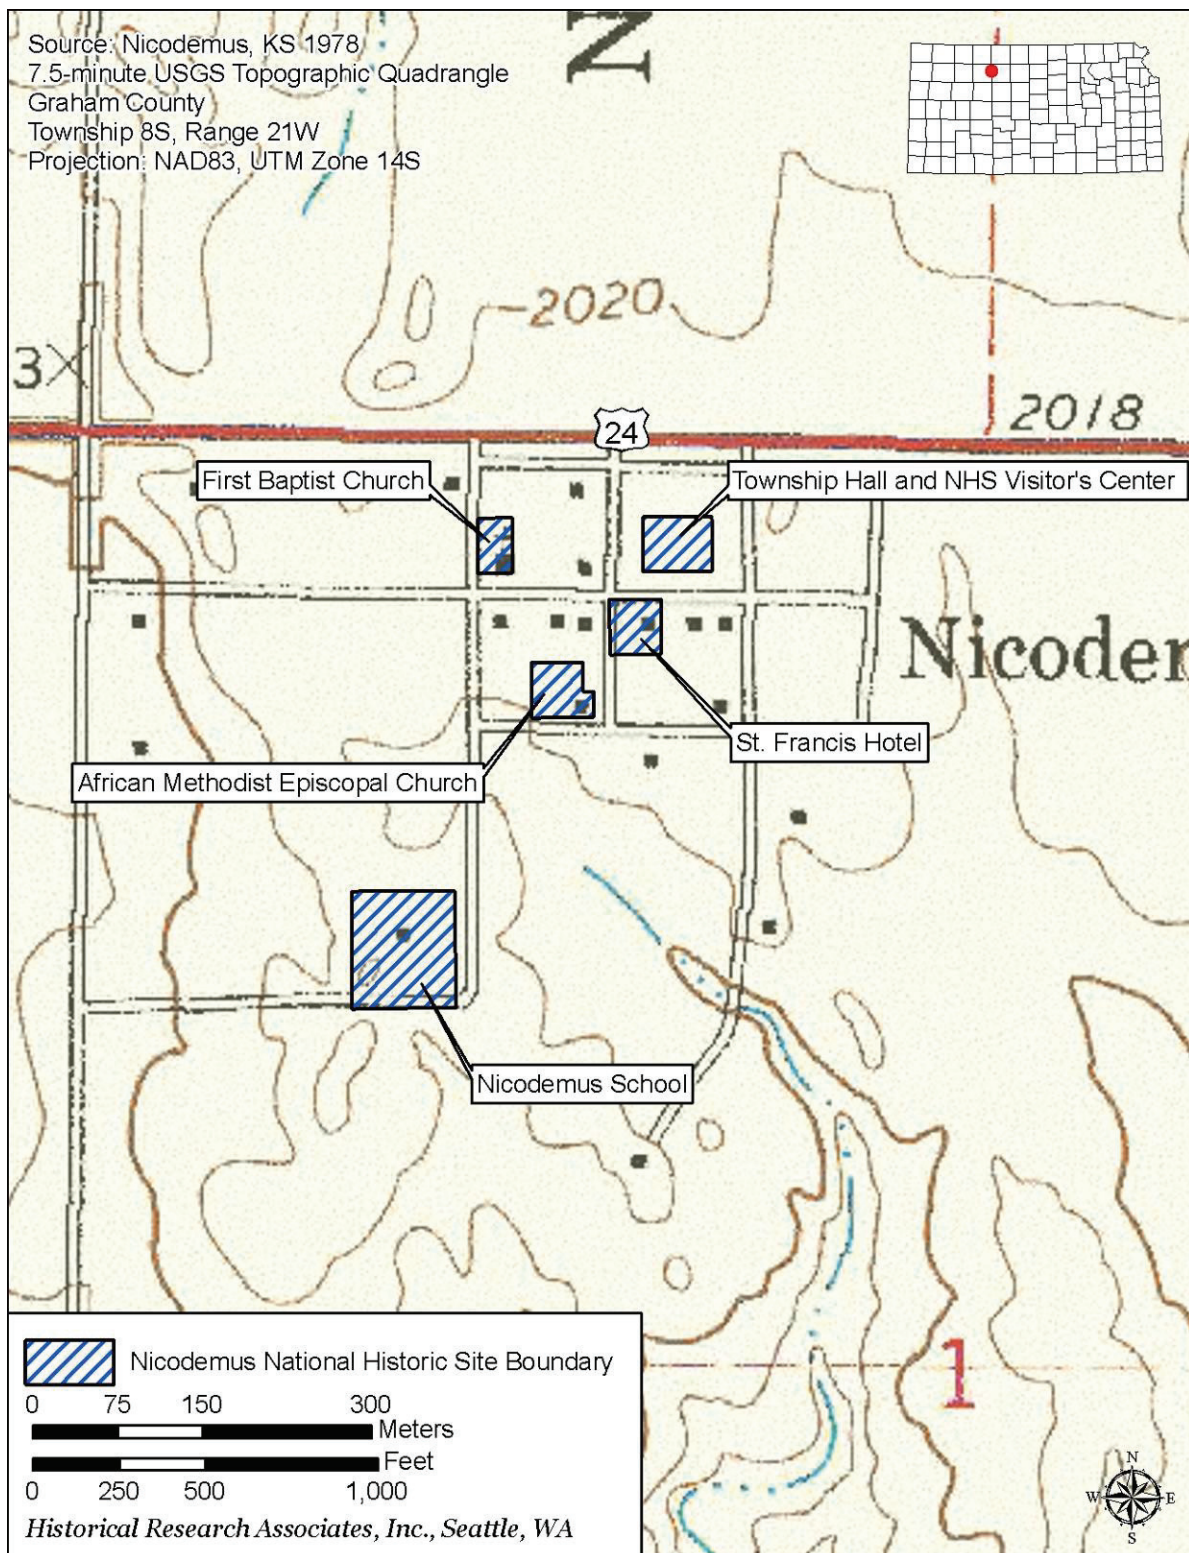 Source: Nicodemus, KS 1978
7.5-minute USGS Topographic Quadrangle
Graham County
Township 8S, Range 21W
Projection: NAD83, UTM Zone 14S
N
2020
3
2018
24
First Baptist Church
Township Hall and NHS Visitor's Center
Nicodem
St. Francis Hotel
African Methodist Episcopal Church
Nicodemus School
1
Nicodemus National Historic Site Boundary
0 75 150 300
Meters
Feet
0 250 500 1,000
Historical Research Associates, Inc., Seattle, WA
N
W E
S